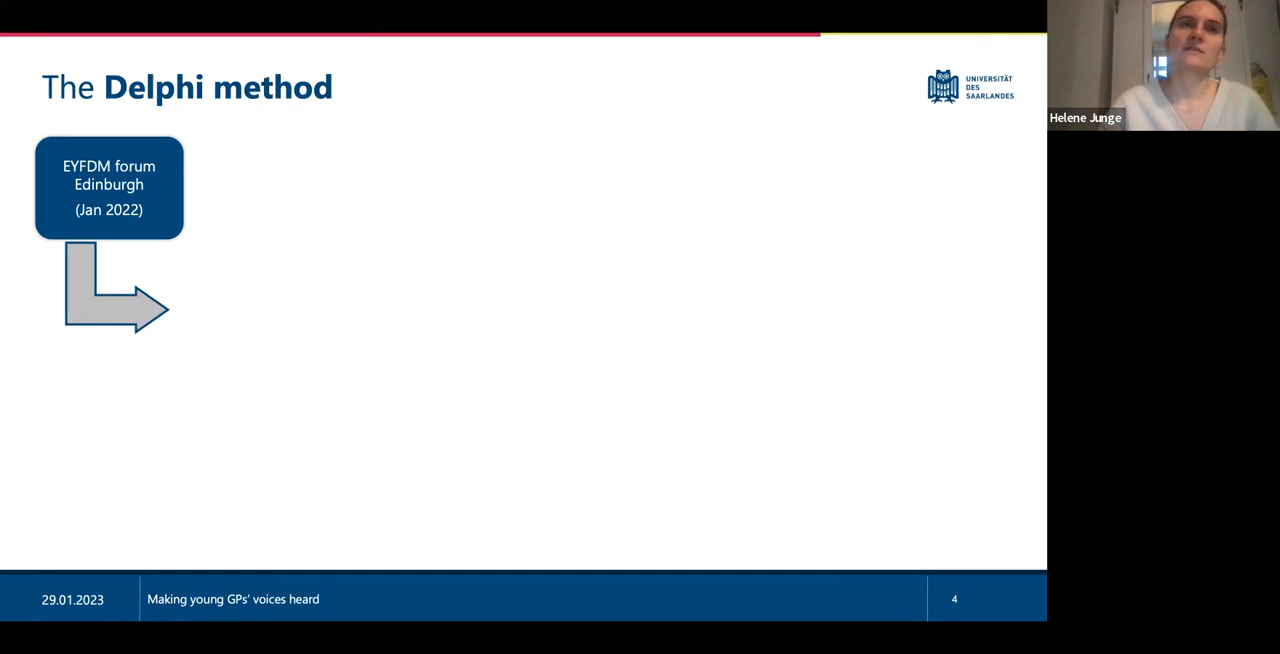 The Delphi method
UNIVERSITÄT
DES
SAARLANDES
Helene Junge
EYFDM forum
Edinburgh
(Jan 2022)
29.01.2023
Making young GPs' voices heard
4